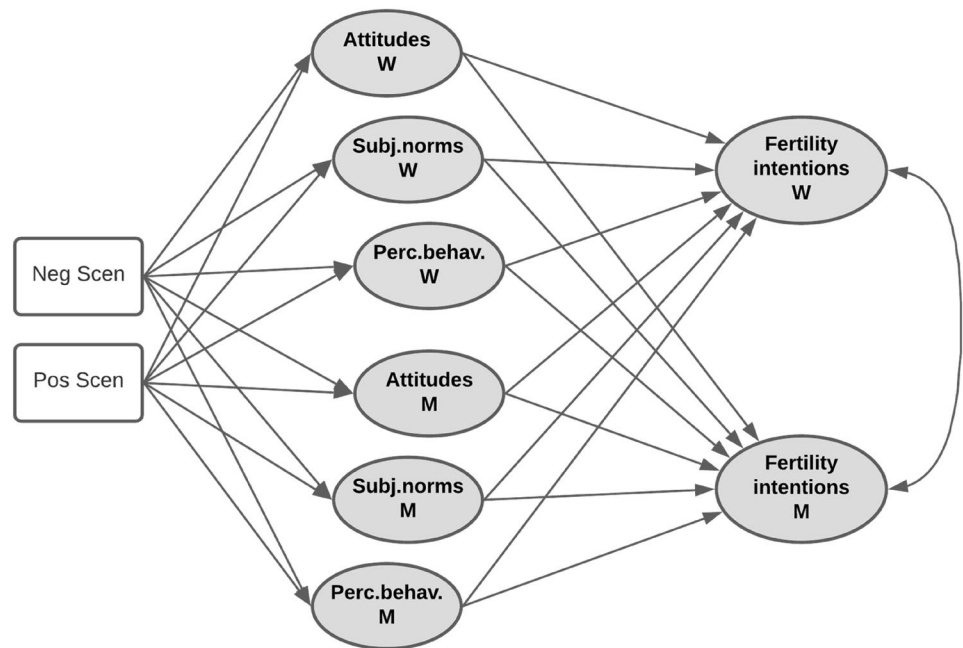 Attitudes
W
Subj.norms
W
Perc.behav.
W
Attitudes
M
Subj.norms
M
Perc.behav.
M
Neg Scen
Pos Scen
Fertility
intentions
W
Fertility
intentions
M